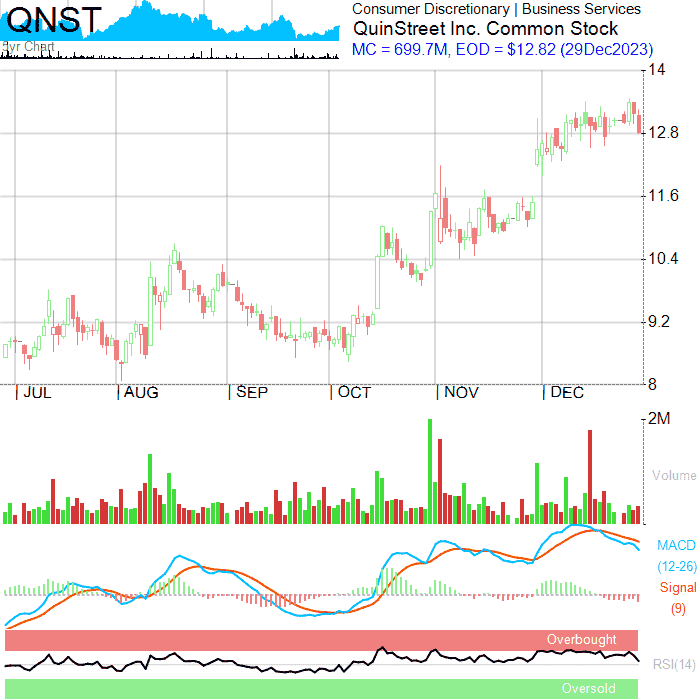 QNST
Consumer Discretionary | Business Services
QuinStreet Inc. Common Stock
5yr Chart
MC = 699.7M, EOD = $12.82 (29Dec2023)
14
12.8
11.6
10.4
9.2
8
JUL AUG SEP OCT NOV DEC
2M
Volume
MACD
(12-26)
Signal
(9)
Overbought
RSI(14)
Oversold